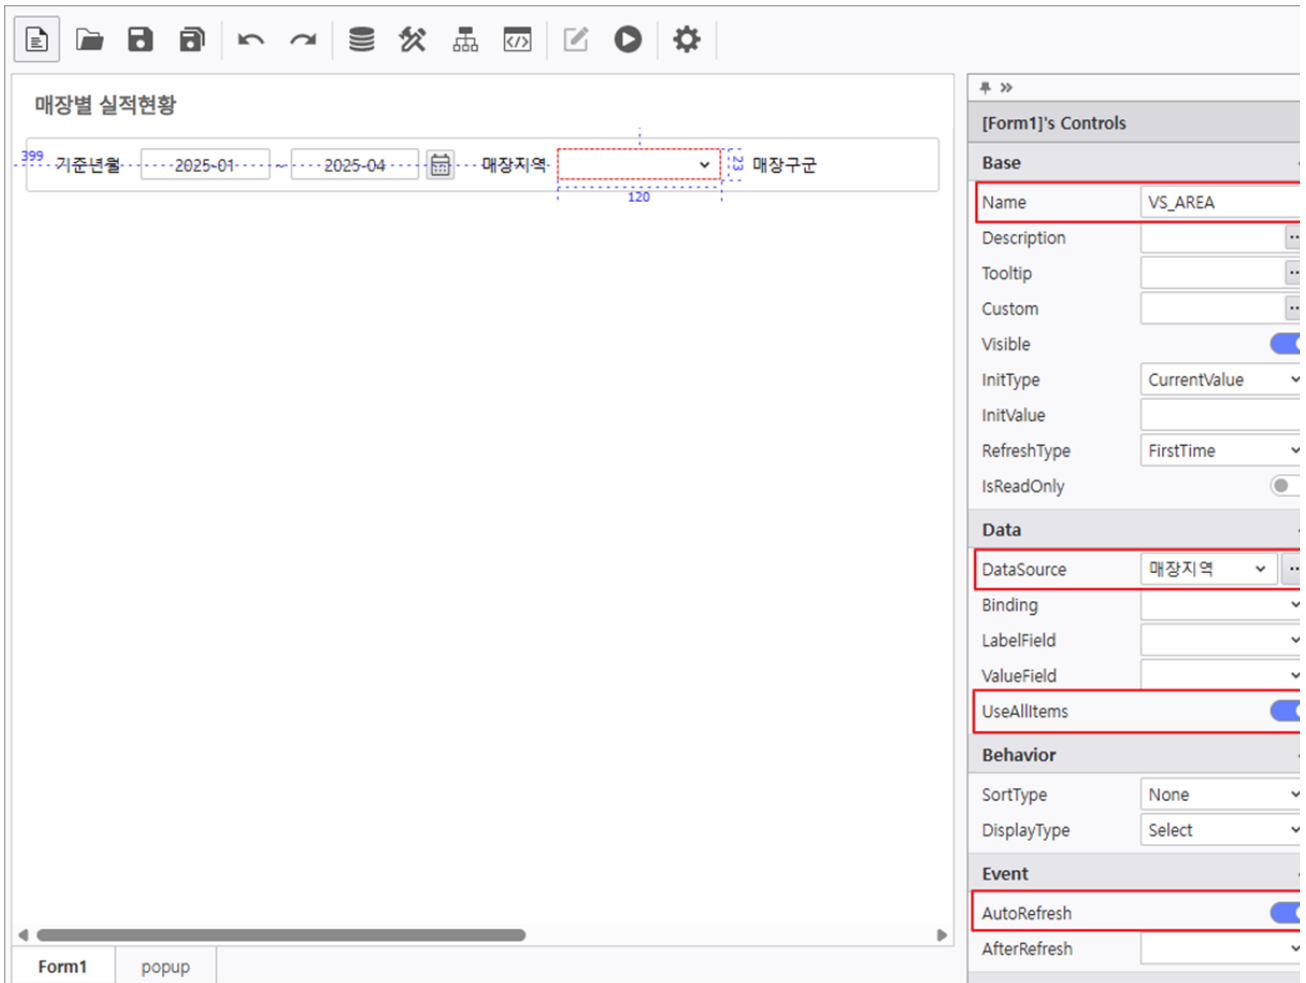 매장별 실적현황
399 기준년월 2025-01 ~ 2025-04 매장지역 23 매장구군
120
Form1 popup
[Form1]'s Controls
Base
Name VS_AREA
Description
Tooltip
Custom
Visible
InitType CurrentValue
InitValue
RefreshType FirstTime
IsReadOnly
Data
DataSource 매장지역
Binding
LabelField
ValueField
UseAllItems
Behavior
SortType None
DisplayType Select
Event
AutoRefresh
AfterRefresh